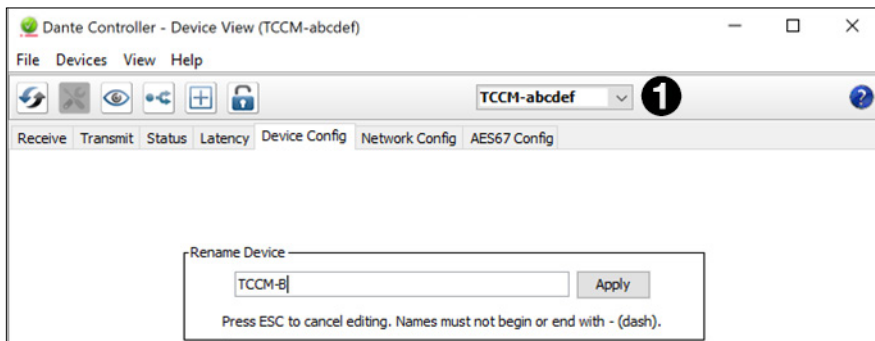 Dante Controller - Device View (TCCM-abcdef)
File Devices View Help
TCCM-abcdef 1 ?
Receive Transmit Status Latency Device Config Network Config AES67 Config
Rename Device
TCCM-B
Apply
Press ESC to cancel editing. Names must not begin or end with - (dash).